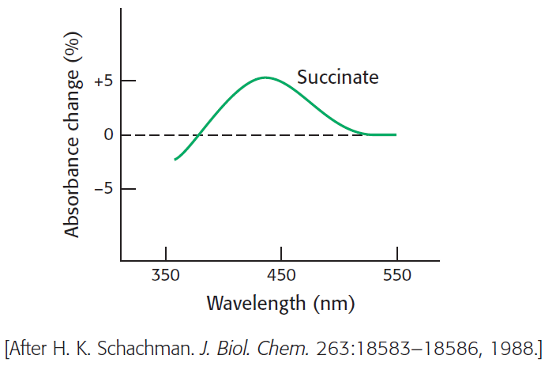 Absorbance change (%)
+5
0
−5
Succinate
350 450 550
Wavelength (nm)
[After H. K. Schachman. J. Biol. Chem. 263:18583–18586, 1988.]